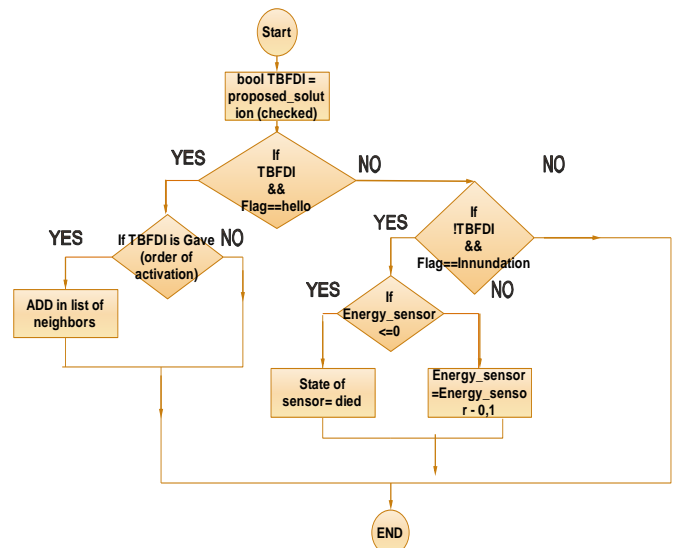 Start
bool TBFDI =
proposed_solut
ion (checked)
YES
If
TBFDI
&&
Flag==hello
NO
NO
YES
If TBFDI is Gave
(order of
activation)
NO
YES
If
!TBFDI
&&
Flag==Innundation
NO
ADD in list of
neighbors
YES
If
Energy_sensor
<=0
State of
sensor= died
Energy_sensor
=Energy_senso
r - 0,1
END